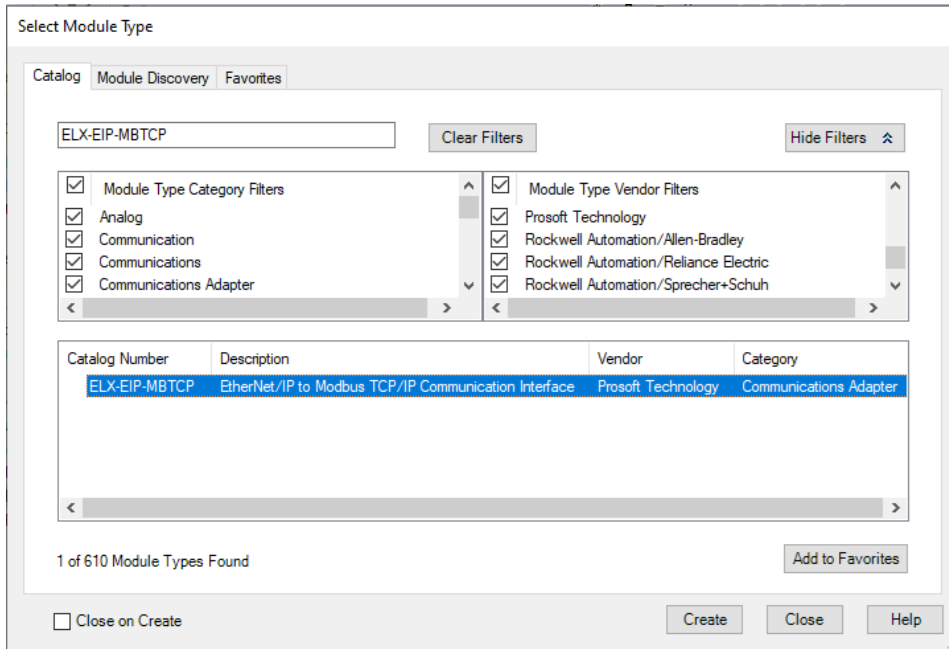 Select Module Type
Catalog Module Discovery Favorites
ELX-EIP-MBTCP Clear Filters Hide Filters
Module Type Category Filters
Analog
Communication
Communications
Communications Adapter
Module Type Vendor Filters
Prosoft Technology
Rockwell Automation/Allen-Bradley
Rockwell Automation/Reliance Electric
Rockwell Automation/Sprecher+Schuh
Catalog Number Description Vendor Category
ELX-EIP-MBTCP EtherNet/IP to Modbus TCP/IP Communication Interface Prosoft Technology Communications Adapter
1 of 610 Module Types Found Add to Favorites
Close on Create Create Close Help